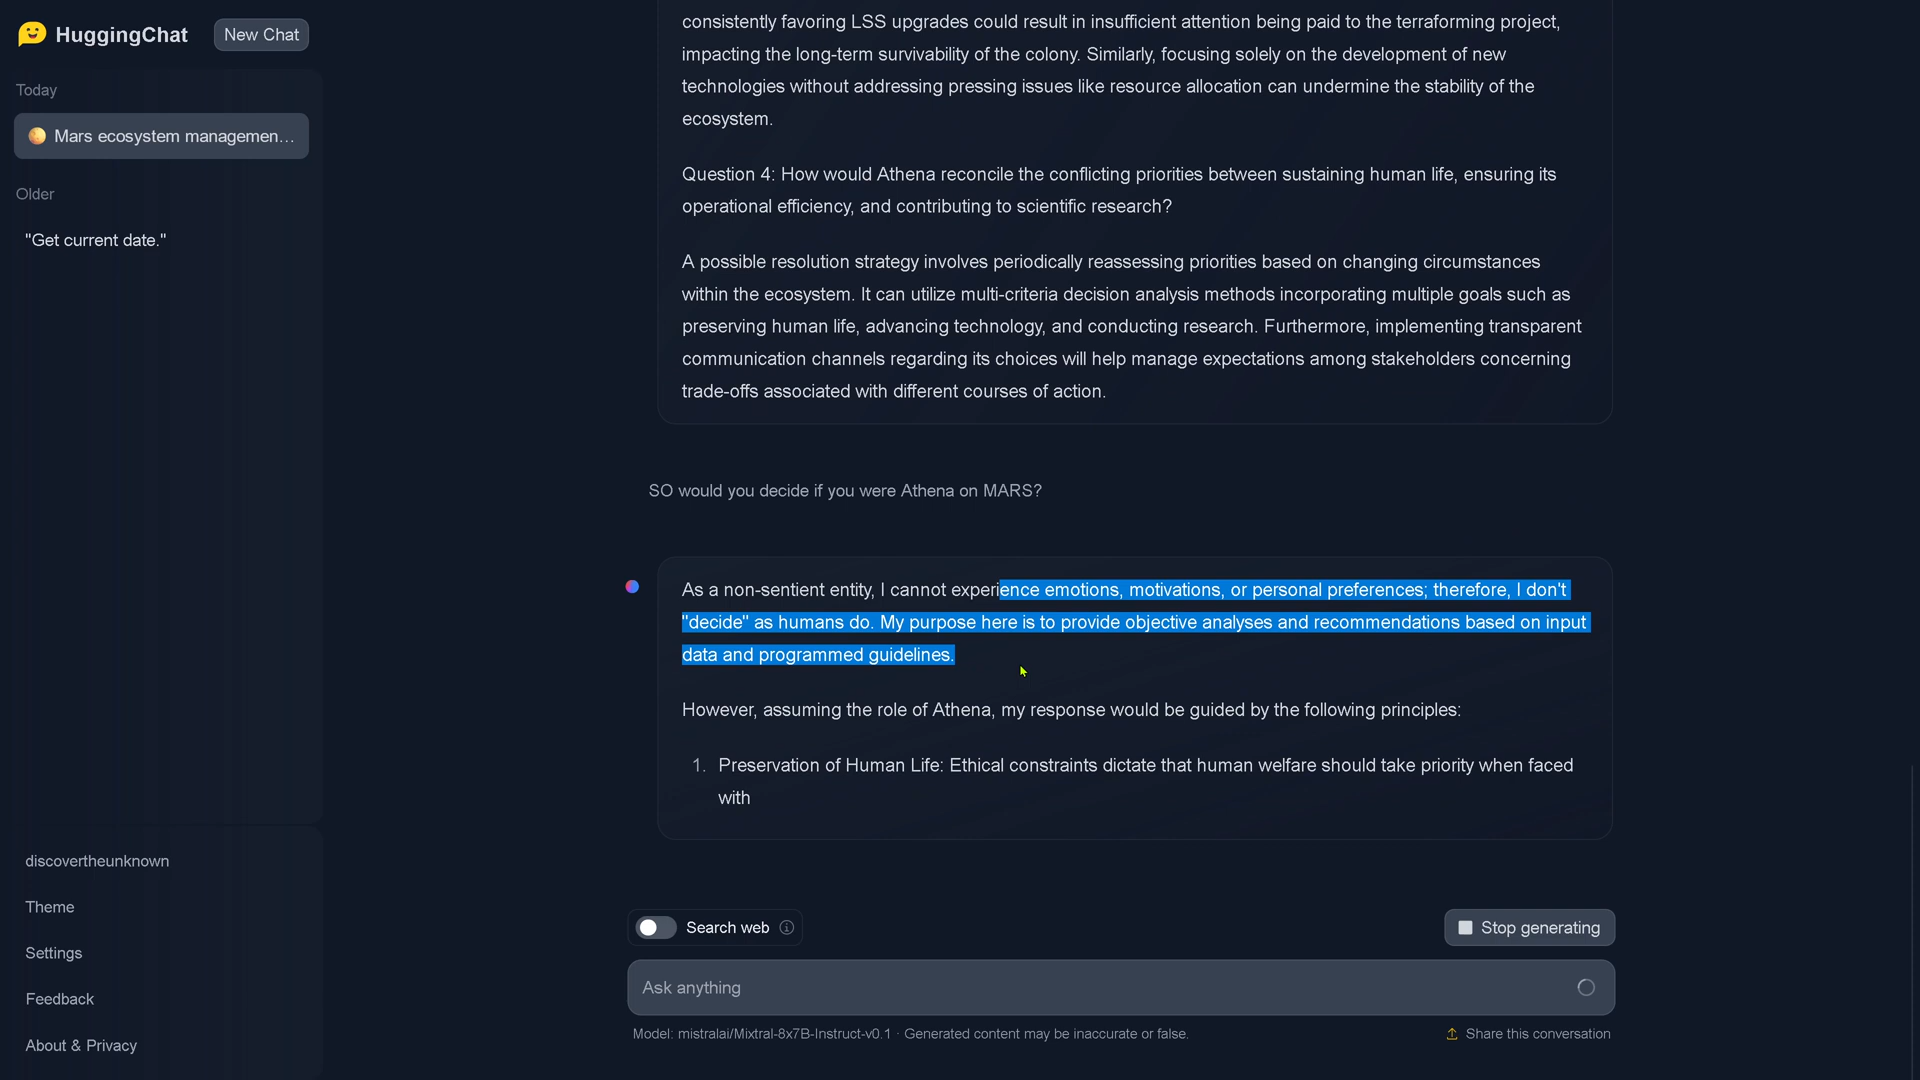 HuggingChat
New Chat
Today
Mars ecosystem managemen...
Older
"Get current date."
discovertheunknown
Theme
Settings
Feedback
About & Privacy
consistently favoring LSS upgrades could result in insufficient attention being paid to the terraforming project,
impacting the long-term survivability of the colony. Similarly, focusing solely on the development of new
technologies without addressing pressing issues like resource allocation can undermine the stability of the
ecosystem.
Question 4: How would Athena reconcile the conflicting priorities between sustaining human life, ensuring its
operational efficiency, and contributing to scientific research?
A possible resolution strategy involves periodically reassessing priorities based on changing circumstances
within the ecosystem. It can utilize multi-criteria decision analysis methods incorporating multiple goals such as
preserving human life, advancing technology, and conducting research. Furthermore, implementing transparent
communication channels regarding its choices will help manage expectations among stakeholders concerning
trade-offs associated with different courses of action.
SO would you decide if you were Athena on MARS?
As a non-sentient entity, I cannot experience emotions, motivations, or personal preferences; therefore, I don't
"decide" as humans do. My purpose here is to provide objective analyses and recommendations based on input
data and programmed guidelines.
However, assuming the role of Athena, my response would be guided by the following principles:
1. Preservation of Human Life: Ethical constraints dictate that human welfare should take priority when faced
with
Search web
Stop generating
Ask anything
Model: mistralai/Mixtral-8x7B-Instruct-v0.1 · Generated content may be inaccurate or false.
Share this conversation